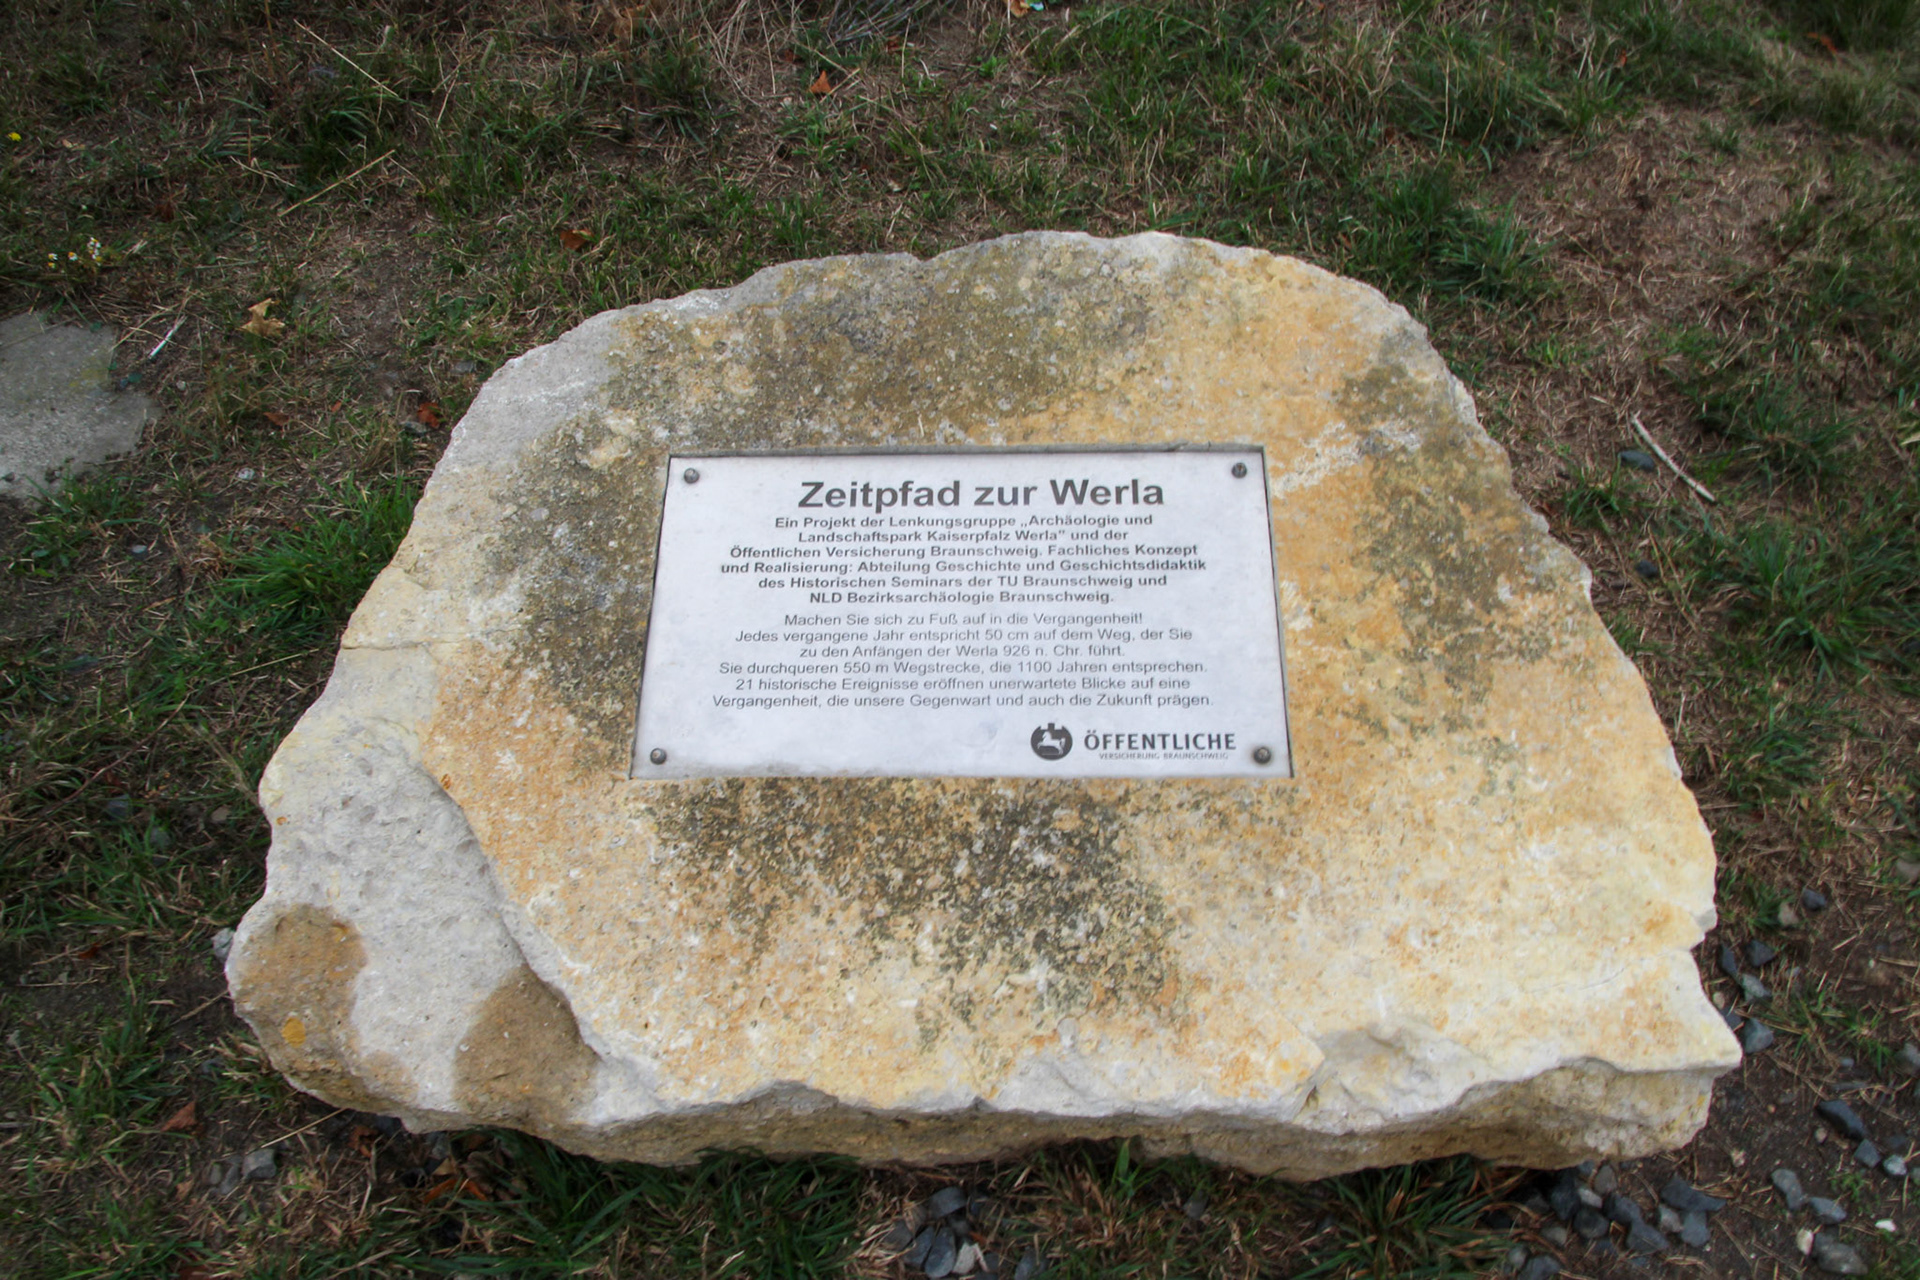 Zeitpfad zur Werla
Ein Projekt der Lenkungsgruppe „Archäologie und
Landschaftspark Kaiserpfalz Werla" und der
Öffentlichen Versicherung Braunschweig. Fachliches Konzept
und Realisierung: Abteilung Geschichte und Geschichtsdidaktik
des Historischen Seminars der TU Braunschweig und
NLD Bezirksarchäologie Braunschweig.
Machen Sie sich zu Fuß auf in die Vergangenheit!
Jedes vergangene Jahr entspricht 50 cm auf dem Weg, der Sie
zu den Anfängen der Werla 926 n. Chr. führt.
Sie durchqueren 550 m Wegstrecke, die 1100 Jahren entsprechen.
21 historische Ereignisse eröffnen unerwartete Blicke auf eine
Vergangenheit, die unsere Gegenwart und auch die Zukunft prägen.
ÖFFENTLICHE
VERSICHERUNG BRAUNSCHWEIG